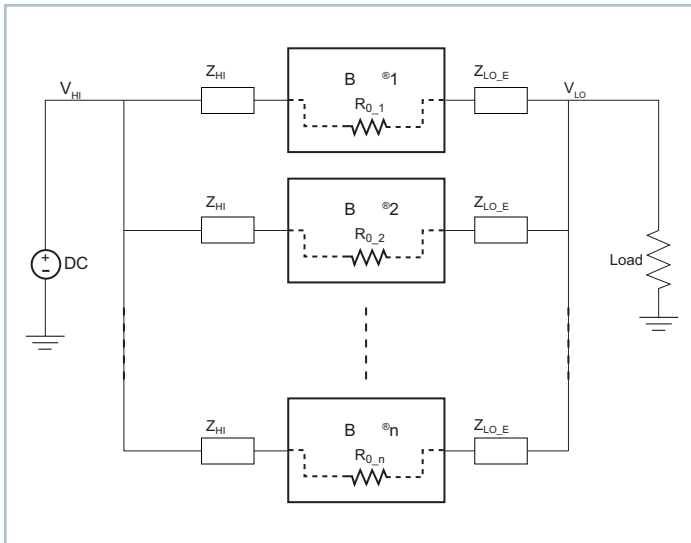 Z_HI
B ®1
Z_LO_E
V_HI
R_0_1
V_LO
Z_HI
B ®2
Z_LO_E
R_0_2
+
-
DC
Load
Z_HI
B ®n
Z_LO_E
R_0_n